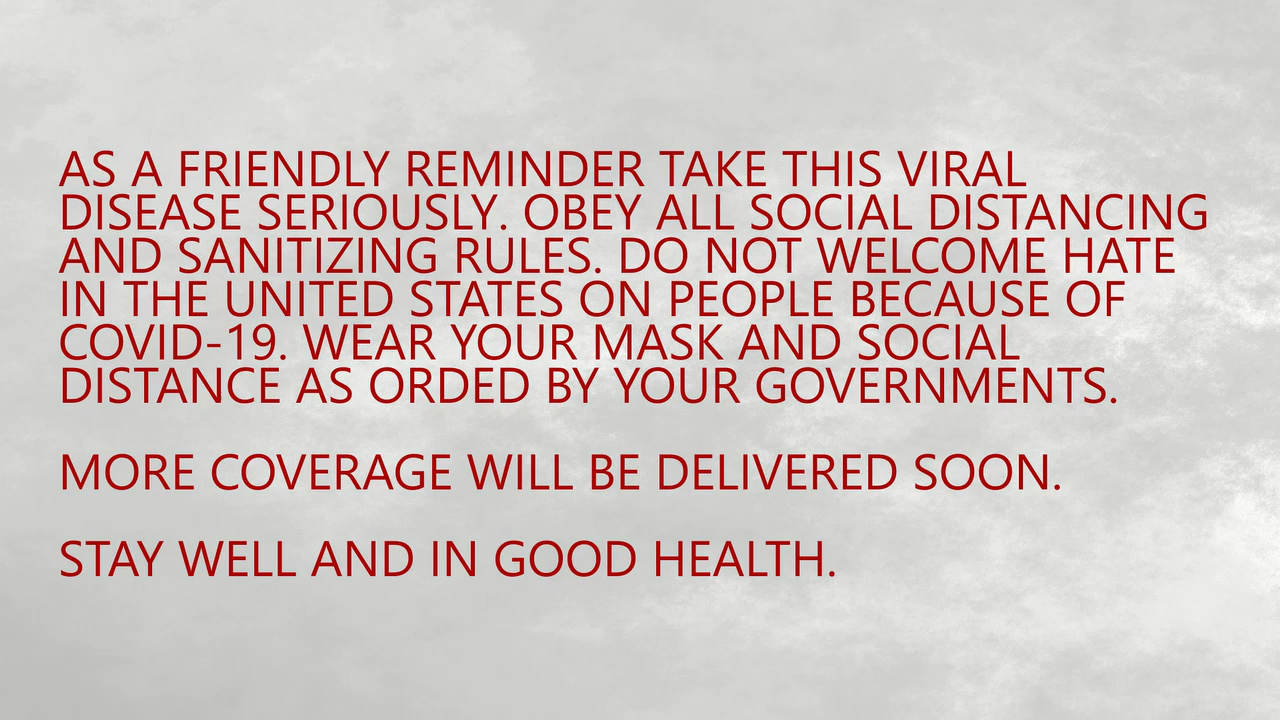 AS A FRIENDLY REMINDER TAKE THIS VIRAL
DISEASE SERIOUSLY. OBEY ALL SOCIAL DISTANCING
AND SANITIZING RULES. DO NOT WELCOME HATE
IN THE UNITED STATES ON PEOPLE BECAUSE OF
COVID-19. WEAR YOUR MASK AND SOCIAL
DISTANCE AS ORDED BY YOUR GOVERNMENTS.
MORE COVERAGE WILL BE DELIVERED SOON.
STAY WELL AND IN GOOD HEALTH.